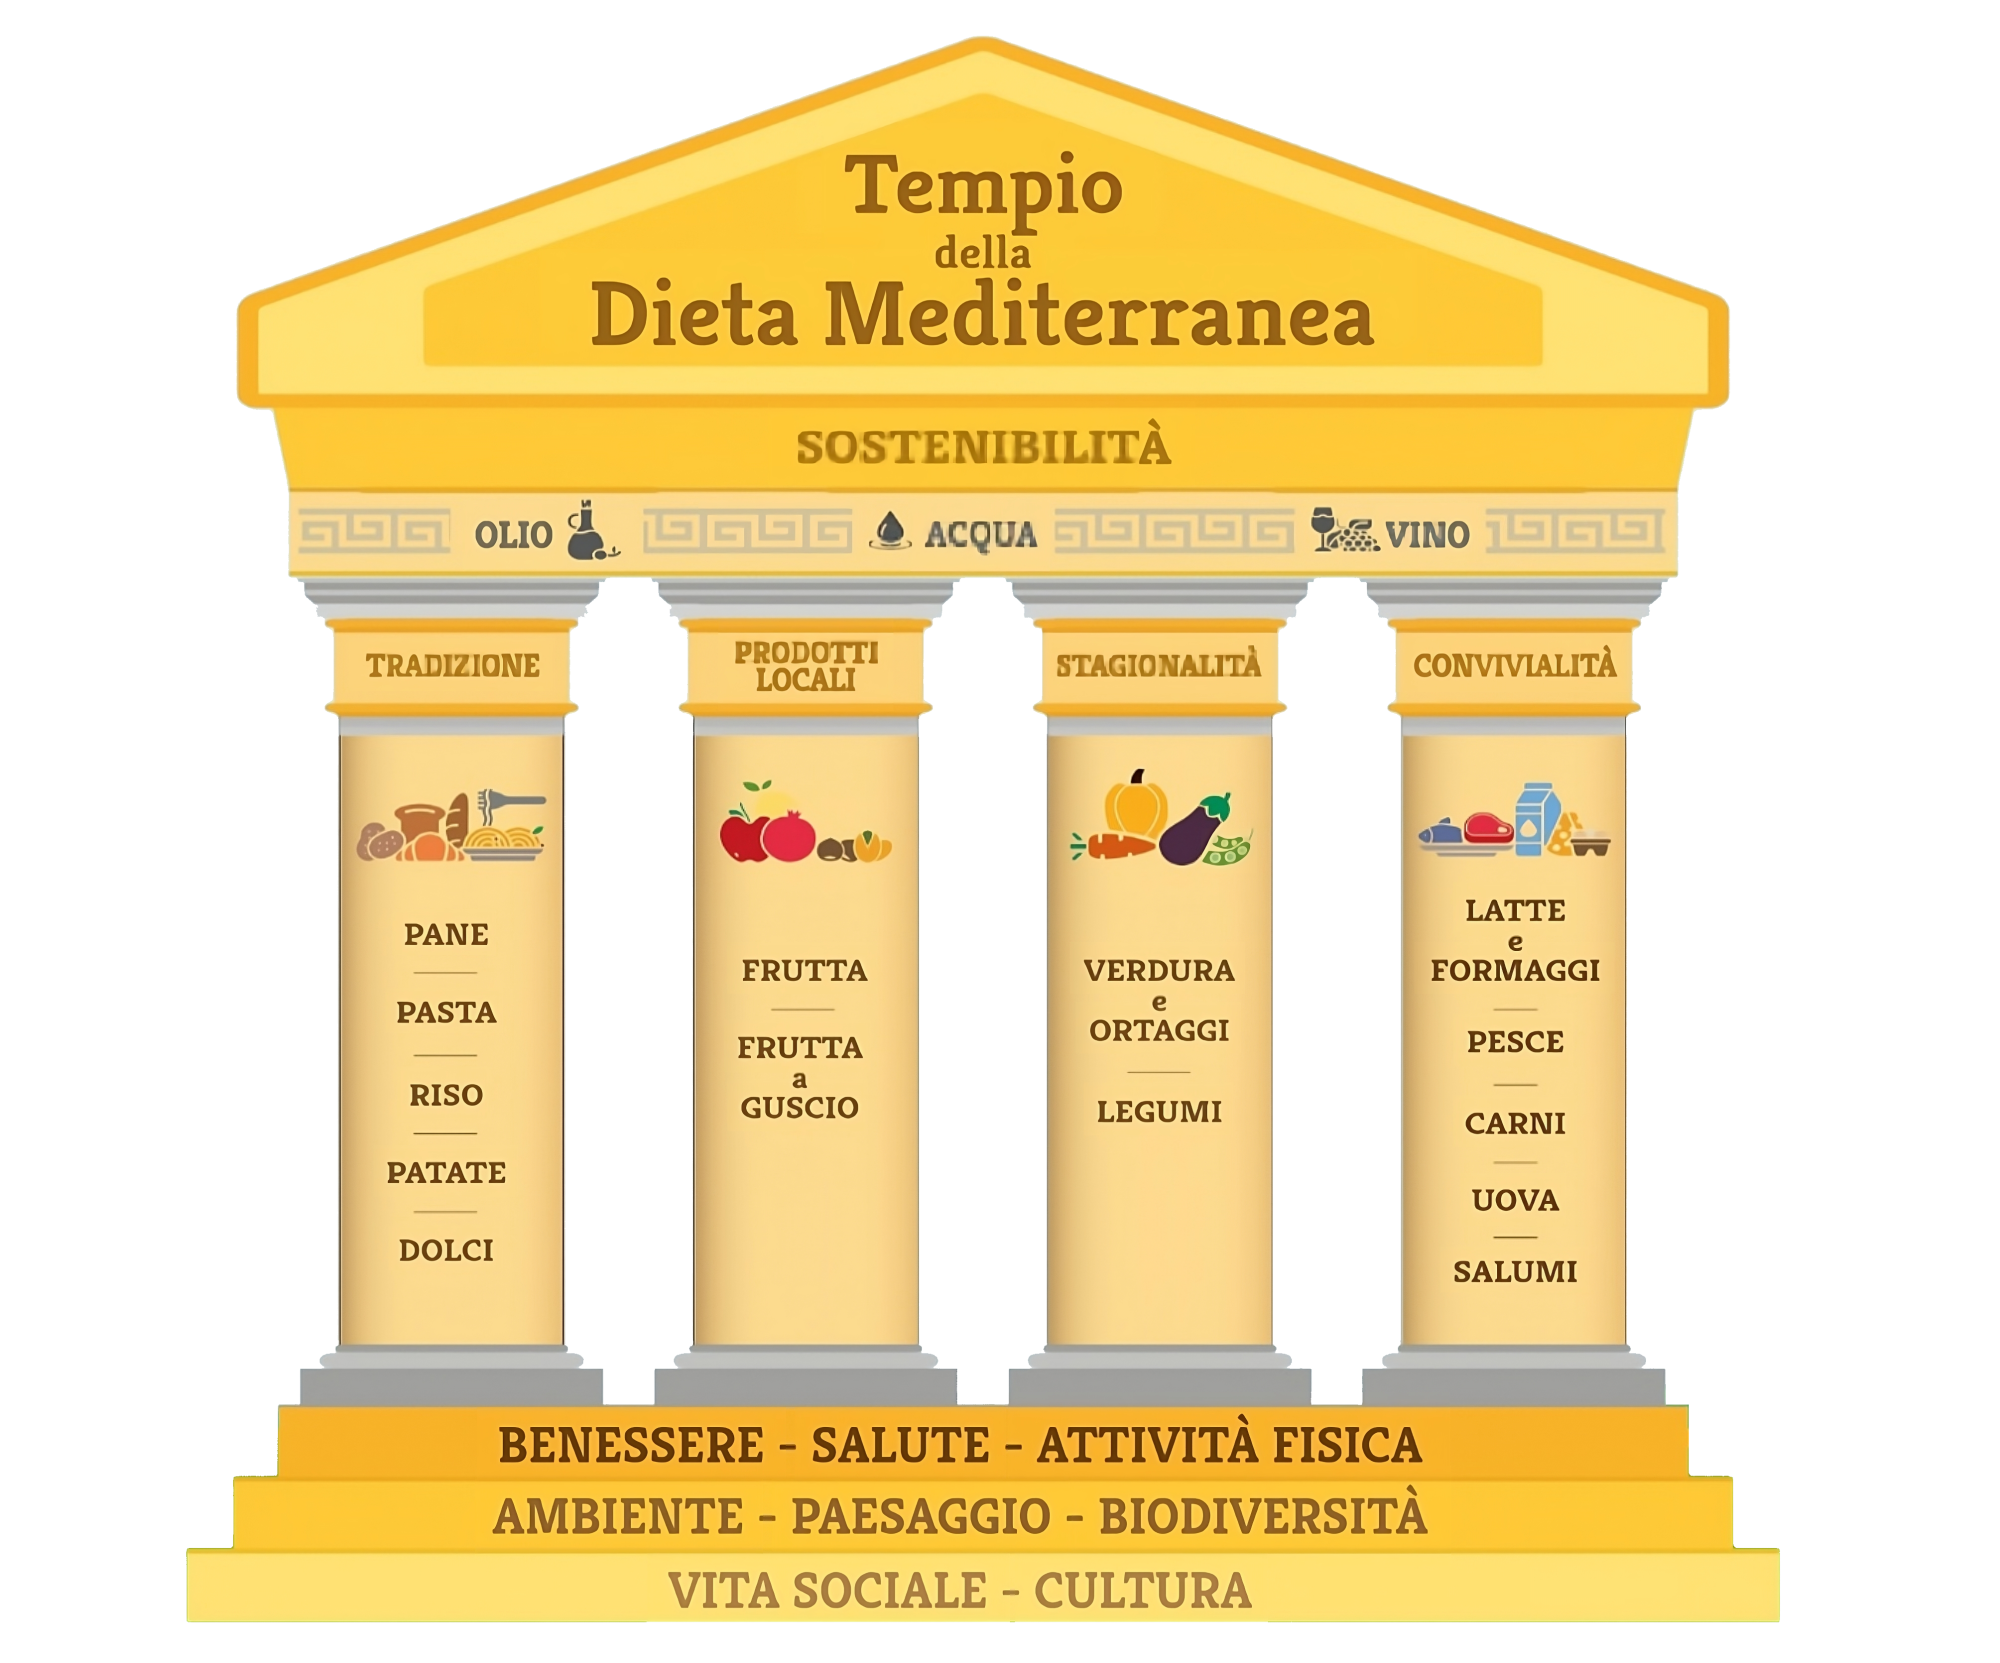 Tempio
della
Dieta Mediterranea
SOSTENIBILITÀ
OLIO ACQUA VINO
TRADIZIONE
PANE
PASTA
RISO
PATATE
DOLCI
PRODOTTI
LOCALI
FRUTTA
FRUTTA
a
GUSCIO
STAGIONALITÀ
VERDURA
e
ORTAGGI
LEGUMI
CONVIVIALITÀ
LATTE
e
FORMAGGI
PESCE
CARNI
UOVA
SALUMI
BENESSERE - SALUTE - ATTIVITÀ FISICA
AMBIENTE - PAESAGGIO - BIODIVERSITÀ
VITA SOCIALE - CULTURA